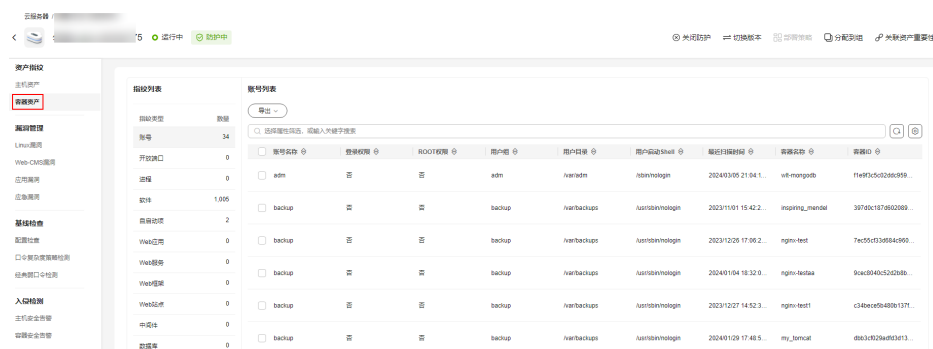 云服务器 /
75 运行中 防护中 关闭防护 切换版本 部署策略 分配到组 关联资产重要性
资产指纹
主机资产
容器资产
漏洞管理
Linux漏洞
Web-CMS漏洞
应用漏洞
应急漏洞
基线检查
配置检查
口令复杂度策略检测
经典弱口令检测
入侵检测
主机安全告警
容器安全告警
指纹列表
指纹类型 数量
账号 34
开放端口 0
进程 0
软件 1,005
自启动项 2
Web应用 0
Web服务 0
Web框架 0
Web站点 0
中间件 0
数据库 0
账号列表
导出
选择属性筛选，或输入关键字搜索
账号名称 登录权限 ROOT权限 用户组 用户目录 用户启动Shell 最近扫描时间 容器名称 容器ID
adm 否 否 adm /var/adm /sbin/nologin 2024/03/05 21:04:1... wit-mongodb f1e9f3c5c02ddc959...
backup 否 否 backup /var/backups /usr/sbin/nologin 2023/11/01 15:42:2... inspiring_mendel 397d0c187d602089...
backup 否 否 backup /var/backups /usr/sbin/nologin 2023/12/26 17:06:2... nginx-test 7ec55cf33d684c960...
backup 否 否 backup /var/backups /usr/sbin/nologin 2024/01/04 18:32:0... nginx-testaa 9cac8040c52d2b8b...
backup 否 否 backup /var/backups /usr/sbin/nologin 2023/12/27 14:52:3... nginx-test1 c34bece5b480b137f...
backup 否 否 backup /var/backups /usr/sbin/nologin 2024/01/29 17:48:5... my_tomcat dbb3cf029adfd3d13...